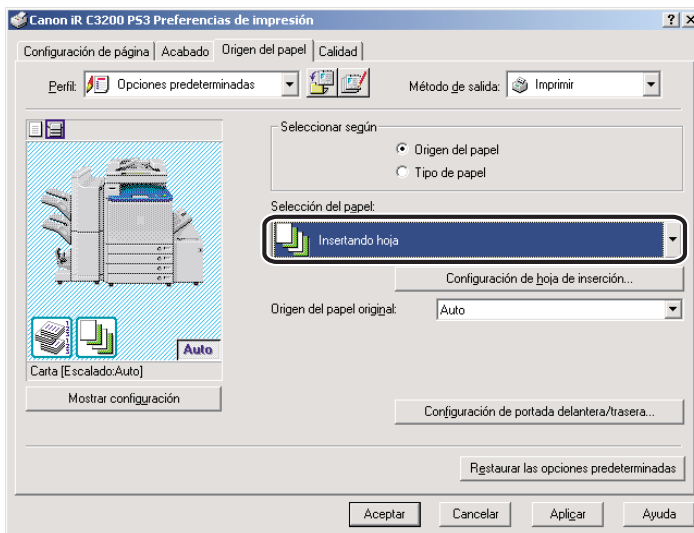 Canon iR C3200 PS3 Preferencias de impresión
Configuración de página Acabado Origen del papel Calidad
Perfil: Opciones predeterminadas Método de salida: Imprimir
Seleccionar según
Origen del papel
Tipo de papel
Selección del papel:
Insertando hoja
Configuración de hoja de inserción...
Origen del papel original: Auto
Auto
Carta [Escalado:Auto]
Mostrar configuración
Configuración de portada delantera/trasera...
Restaurar las opciones predeterminadas
Aceptar Cancelar Aplicar Ayuda